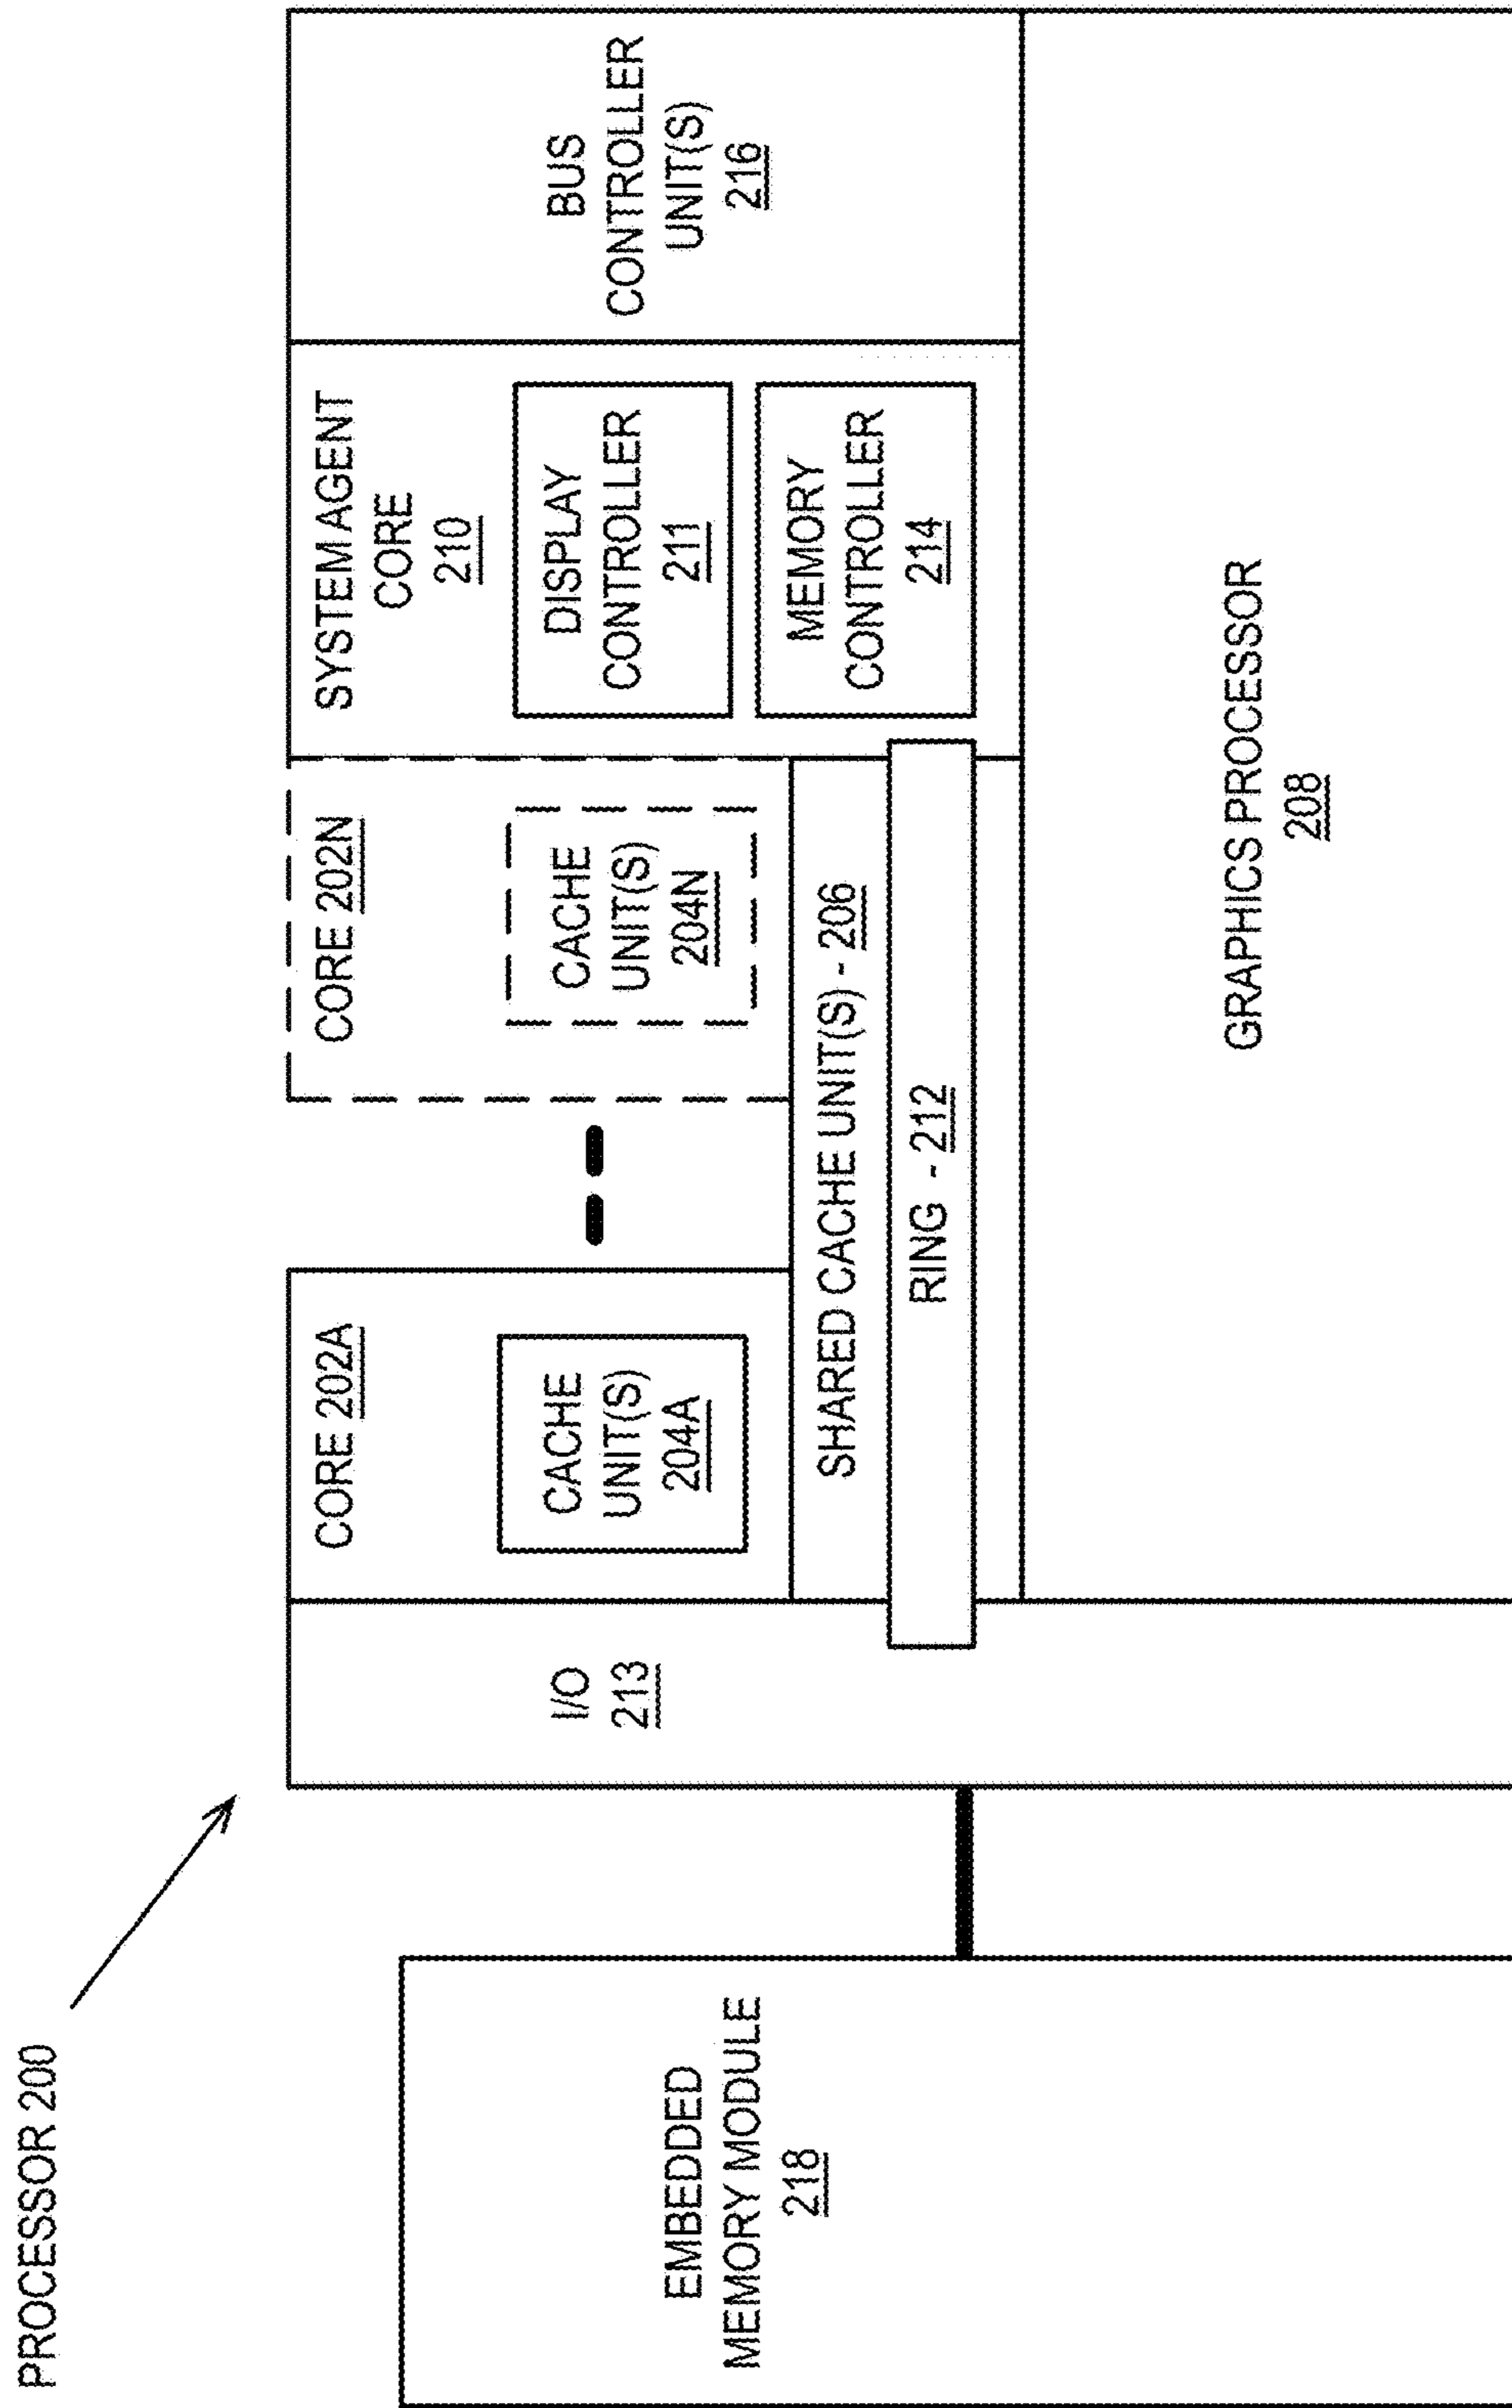 PROCESSOR 200
EMBEDDED
MEMORY MODULE
218
I/O
213
CORE 202A
CACHE
UNIT(S)
204A
CORE 202N
CACHE
UNIT(S)
204N
SHARED CACHE UNIT(S) - 206
RING - 212
SYSTEM AGENT
CORE
210
DISPLAY
CONTROLLER
211
MEMORY
CONTROLLER
214
BUS
CONTROLLER
UNIT(S)
216
GRAPHICS PROCESSOR
208